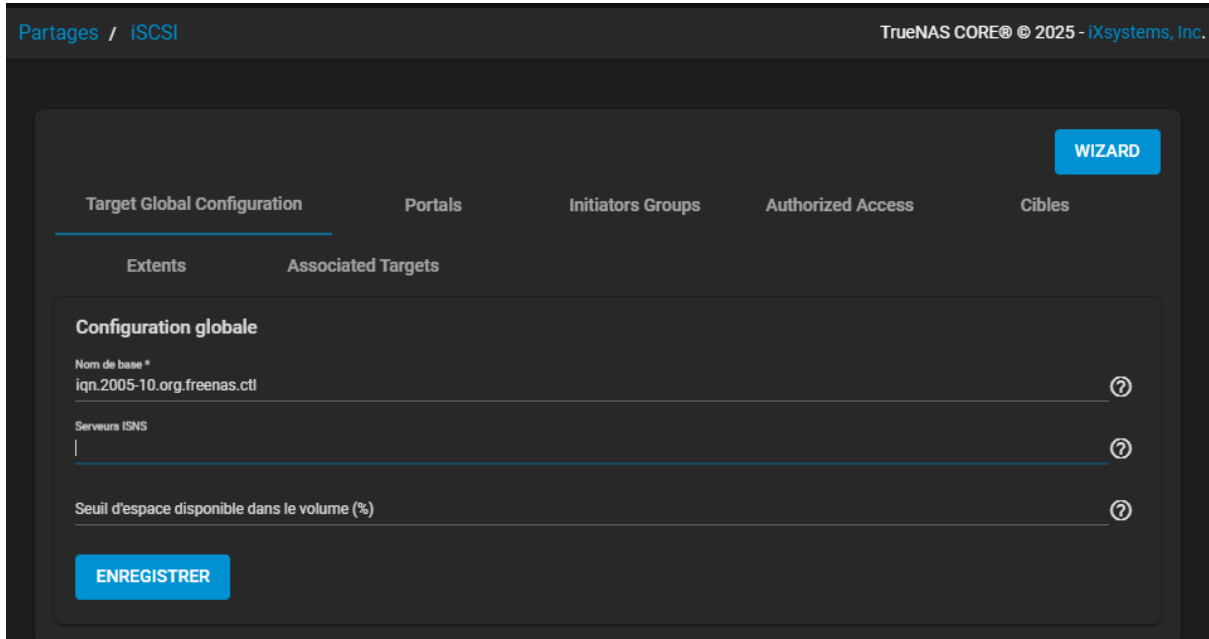 Partages / iSCSI TrueNAS CORE® © 2025 - iXsystems, Inc.
WIZARD
Target Global Configuration Portals Initiators Groups Authorized Access Cibles
Extents Associated Targets
Configuration globale
Nom de base *
iqn.2005-10.org.freenas.ctl
Serveurs ISNS
Seuil d'espace disponible dans le volume (%)
ENREGISTRER